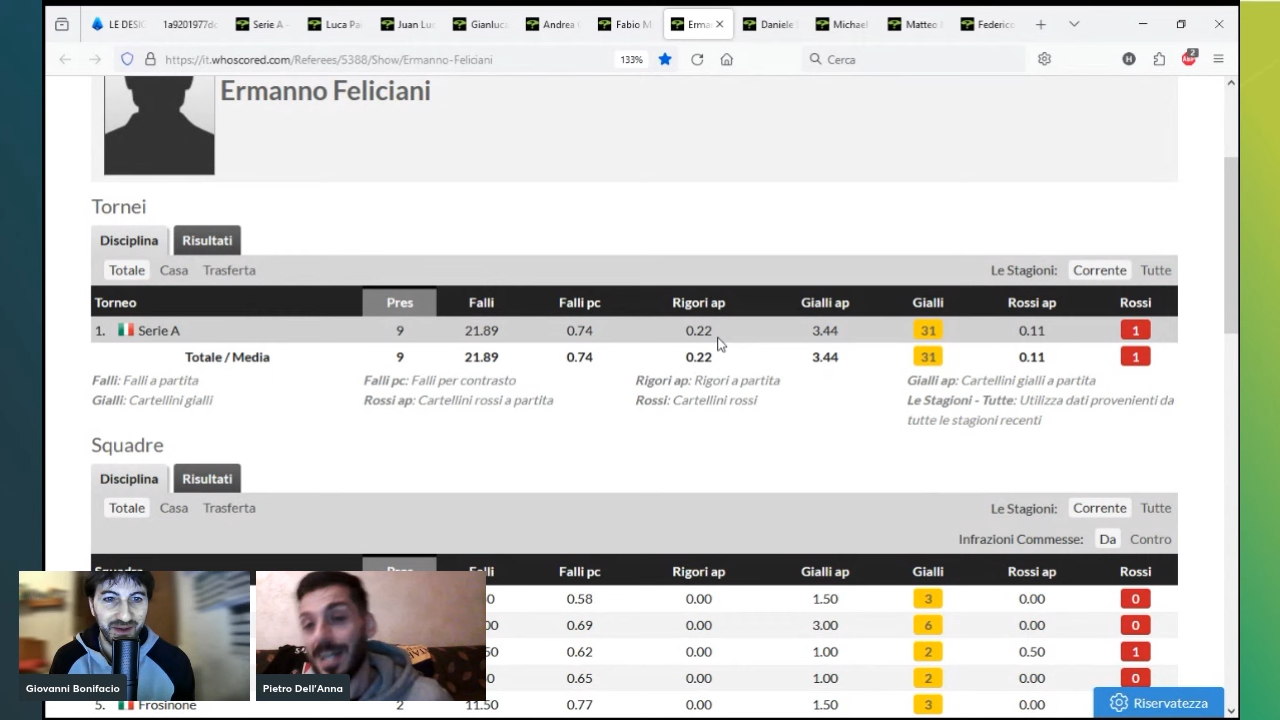 LE DESI
1a9201977dc
Serie A
Luca Pa
Juan Lu
Gianluca
Andrea
Fabio M
Erma
Daniele
Michael
Matteo
Federico
https://it.whoscored.com/Referees/5388/Show/Ermanno-Feliciani
133%
Cerca
2
Ermanno Feliciani
Tornei
Disciplina Risultati
Totale Casa Trasferta Le Stagioni: Corrente Tutte
Torneo Pres Falli Falli pc Rigori ap Gialli ap Gialli Rossi ap Rossi
1. Serie A 9 21.89 0.74 0.22 3.44 31 0.11 1
Totale / Media 9 21.89 0.74 0.22 3.44 31 0.11 1
Falli: Falli a partita Falli pc: Falli per contrasto Rigori ap: Rigori a partita Gialli ap: Cartellini gialli a partita
Gialli: Cartellini gialli Rossi ap: Cartellini rossi a partita Rossi: Cartellini rossi Le Stagioni - Tutte: Utilizza dati provenienti da
tutte le stagioni recenti
Squadre
Disciplina Risultati
Totale Casa Trasferta Le Stagioni: Corrente Tutte
Infrazioni Commesse: Da Contro
Squadra Pres Falli Falli pc Rigori ap Gialli ap Gialli Rossi ap Rossi
0 0.58 0.00 1.50 3 0.00 0
00 0.69 0.00 3.00 6 0.00 0
50 0.62 0.00 1.00 2 0.50 1
0.65 0.00 1.00 2 0.00 0
5. Frosinone 2 11.50 0.77 0.00 1.50 3 0.00
Giovanni Bonifacio
Pietro Dell'Anna
Riservatezza